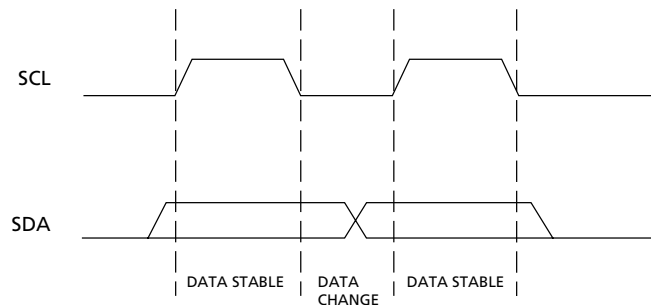 SCL
SDA
DATA STABLE
DATA
CHANGE
DATA STABLE